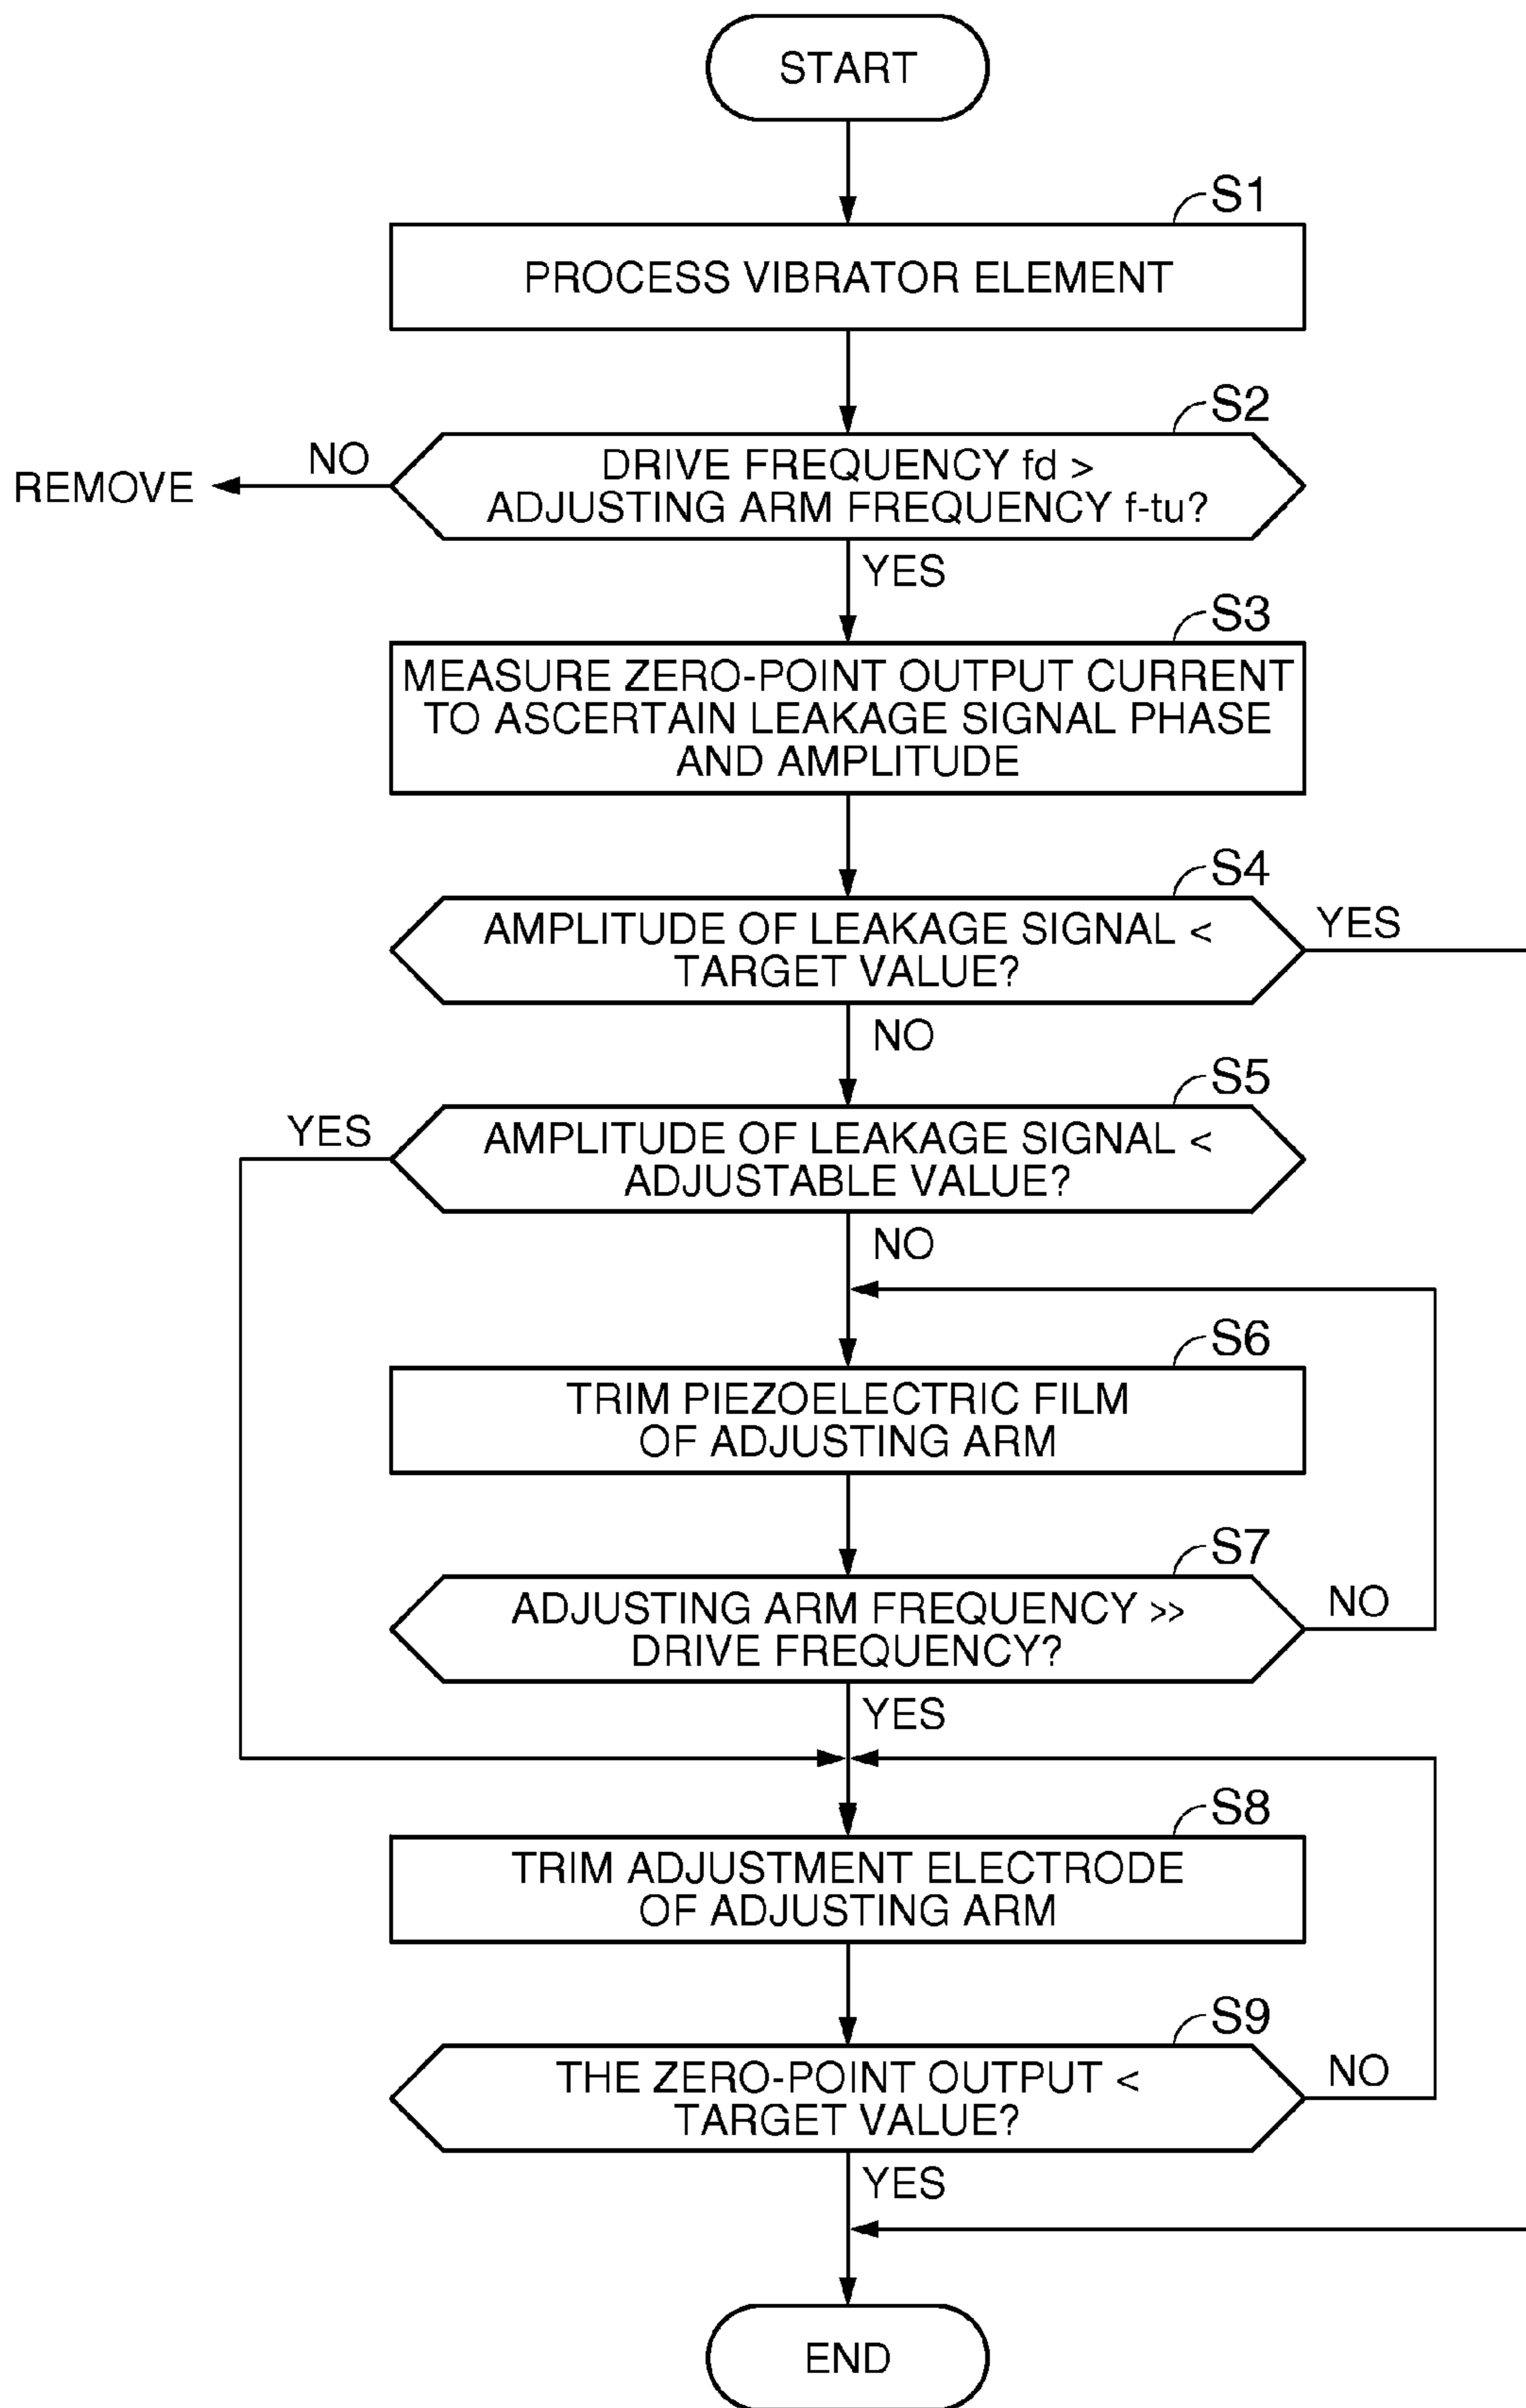 START
S1
PROCESS VIBRATOR ELEMENT
S2
DRIVE FREQUENCY fd >
ADJUSTING ARM FREQUENCY f-tu?
NO
REMOVE
YES
S3
MEASURE ZERO-POINT OUTPUT CURRENT
TO ASCERTAIN LEAKAGE SIGNAL PHASE
AND AMPLITUDE
S4
AMPLITUDE OF LEAKAGE SIGNAL <
TARGET VALUE?
YES
NO
S5
AMPLITUDE OF LEAKAGE SIGNAL <
ADJUSTABLE VALUE?
YES
NO
S6
TRIM PIEZOELECTRIC FILM
OF ADJUSTING ARM
S7
ADJUSTING ARM FREQUENCY >>
DRIVE FREQUENCY?
NO
YES
S8
TRIM ADJUSTMENT ELECTRODE
OF ADJUSTING ARM
S9
THE ZERO-POINT OUTPUT <
TARGET VALUE?
NO
YES
END